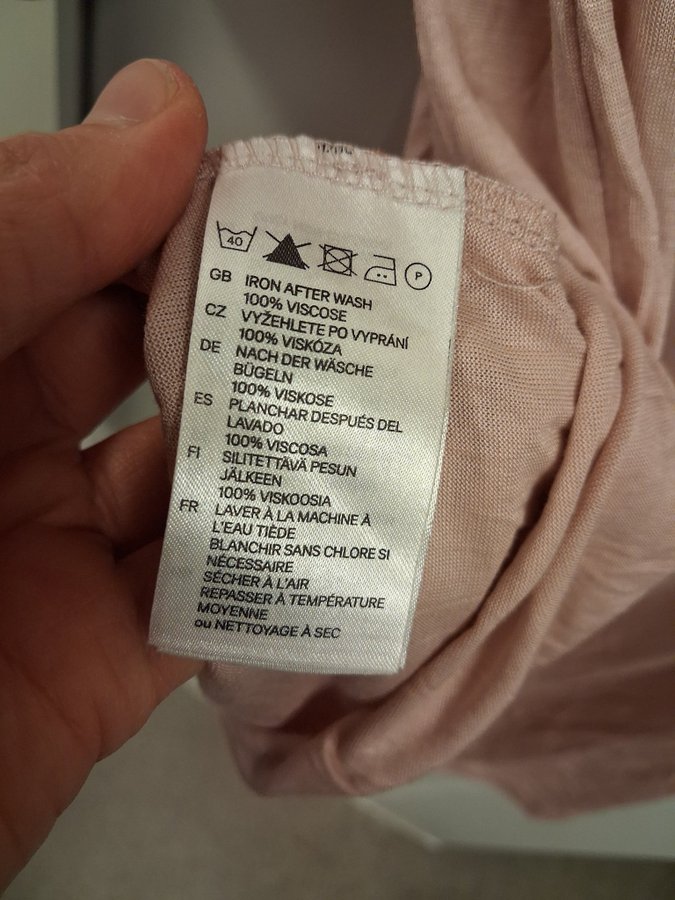 40
P
GB IRON AFTER WASH
100% VISCOSE
CZ VYŽEHLETE PO VYPRÁNÍ
100% VISKÓZA
DE NACH DER WÄSCHE
BÜGELN
100% VISKOSE
ES PLANCHAR DESPUÉS DEL
LAVADO
100% VISCOSA
FI SILITETTÄVÄ PESUN
JÄLKEEN
100% VISKOOSIA
FR LAVER À LA MACHINE À
L'EAU TIÈDE
BLANCHIR SANS CHLORE SI
NÉCESSAIRE
SÉCHER À L'AIR
REPASSER À TEMPÉRATURE
MOYENNE
ou NETTOYAGE À SEC